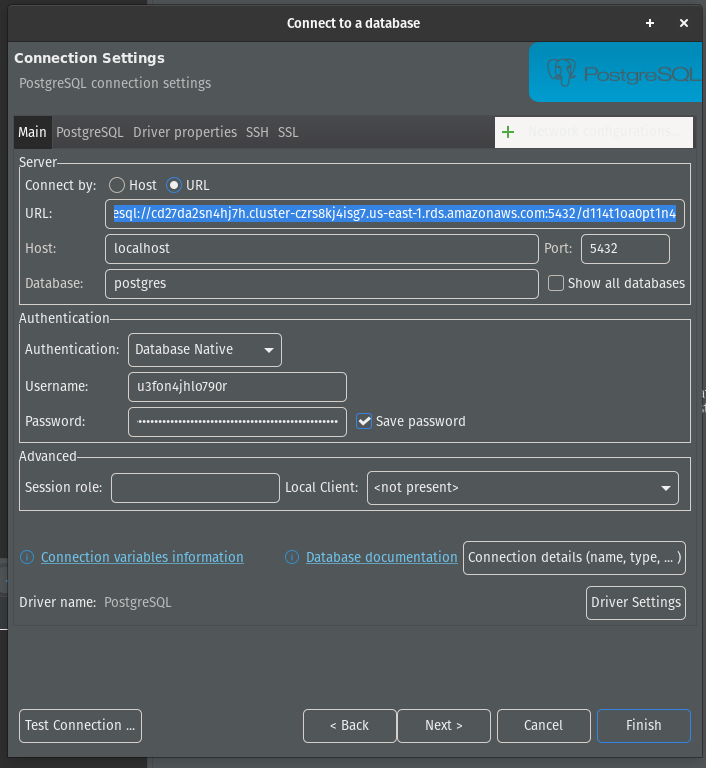 Connect to a database
Connection Settings
PostgreSQL connection settings
PostgreSQL
Main PostgreSQL Driver properties SSH SSL
Network configurations...
Server
Connect by: Host URL
URL: esql://cd27da2sn4hj7h.cluster-czrs8kj4isg7.us-east-1.rds.amazonaws.com:5432/d114t1oa0pt1n4
Host: localhost Port: 5432
Database: postgres Show all databases
Authentication
Authentication: Database Native
Username: u3fon4jhlo790r
Password: Save password
Advanced
Session role: Local Client: <not present>
Connection variables information Database documentation Connection details (name, type, ... )
Driver name: PostgreSQL Driver Settings
Test Connection ... < Back Next > Cancel Finish